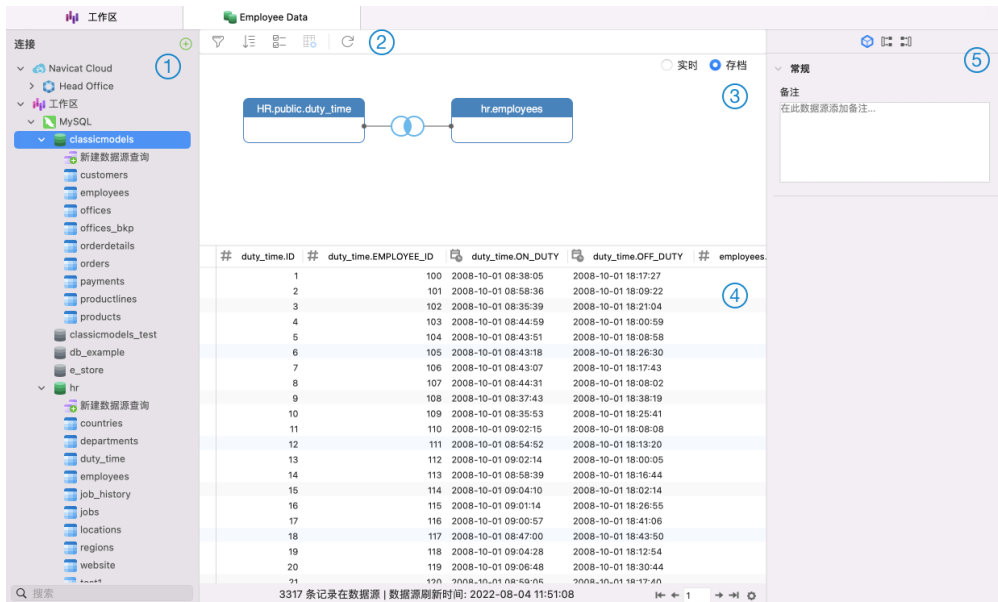 工作区
Employee Data
连接
1
Navicat Cloud
Head Office
工作区
MySQL
classicmodels
新建数据源查询
customers
employees
offices
offices_bkp
orderdetails
orders
payments
productlines
products
classicmodels_test
db_example
e_store
hr
新建数据源查询
countries
departments
duty_time
employees
job_history
jobs
locations
regions
website
test1
搜索
2
实时 存档
3
HR.public.duty_time hr.employees
# duty_time.ID # duty_time.EMPLOYEE_ID duty_time.ON_DUTY duty_time.OFF_DUTY # employees.
4
1 100 2008-10-01 08:38:05 2008-10-01 18:17:27
2 101 2008-10-01 08:58:36 2008-10-01 18:09:22
3 102 2008-10-01 08:35:39 2008-10-01 18:21:04
4 103 2008-10-01 08:44:59 2008-10-01 18:00:59
5 104 2008-10-01 08:43:51 2008-10-01 18:08:58
6 105 2008-10-01 08:43:18 2008-10-01 18:26:30
7 106 2008-10-01 08:43:07 2008-10-01 18:17:43
8 107 2008-10-01 08:44:31 2008-10-01 18:08:02
9 108 2008-10-01 08:37:43 2008-10-01 18:38:19
10 109 2008-10-01 08:35:53 2008-10-01 18:25:41
11 110 2008-10-01 09:02:15 2008-10-01 18:08:08
12 111 2008-10-01 08:54:52 2008-10-01 18:13:20
13 112 2008-10-01 09:02:14 2008-10-01 18:00:05
14 113 2008-10-01 08:58:39 2008-10-01 18:16:44
15 114 2008-10-01 09:04:10 2008-10-01 18:02:14
16 115 2008-10-01 09:01:14 2008-10-01 18:26:55
17 116 2008-10-01 09:00:57 2008-10-01 18:41:06
18 117 2008-10-01 08:47:00 2008-10-01 18:43:50
19 118 2008-10-01 09:04:28 2008-10-01 18:12:54
20 119 2008-10-01 09:06:48 2008-10-01 18:30:44
21 120 2008-10-01 08:59:05 2008-10-01 18:17:40
3317 条记录在数据源 | 数据源刷新时间: 2022-08-04 11:51:08
1
5
常规
备注
在此数据源添加备注...